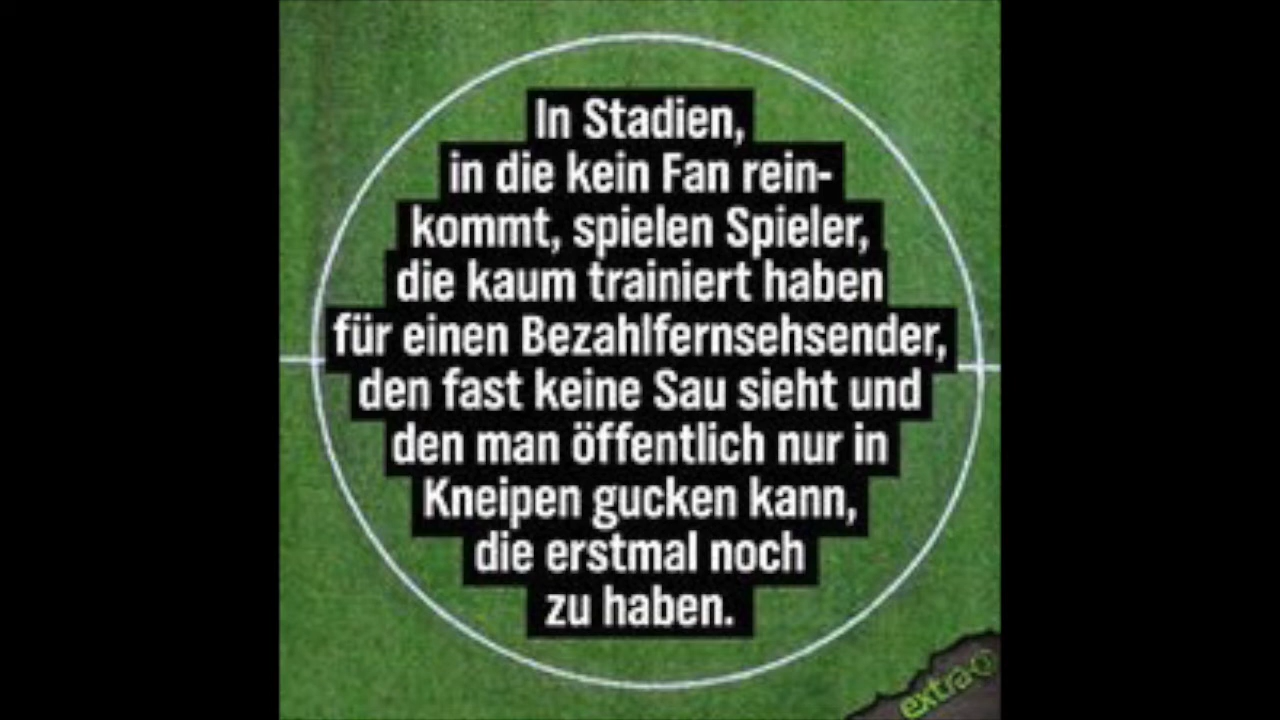 In Stadien,
in die kein Fan rein-
kommt, spielen Spieler,
die kaum trainiert haben
für einen Bezahlfernsehsender,
den fast keine Sau sieht und
den man öffentlich nur in
Kneipen gucken kann,
die erstmal noch
zu haben.
extra